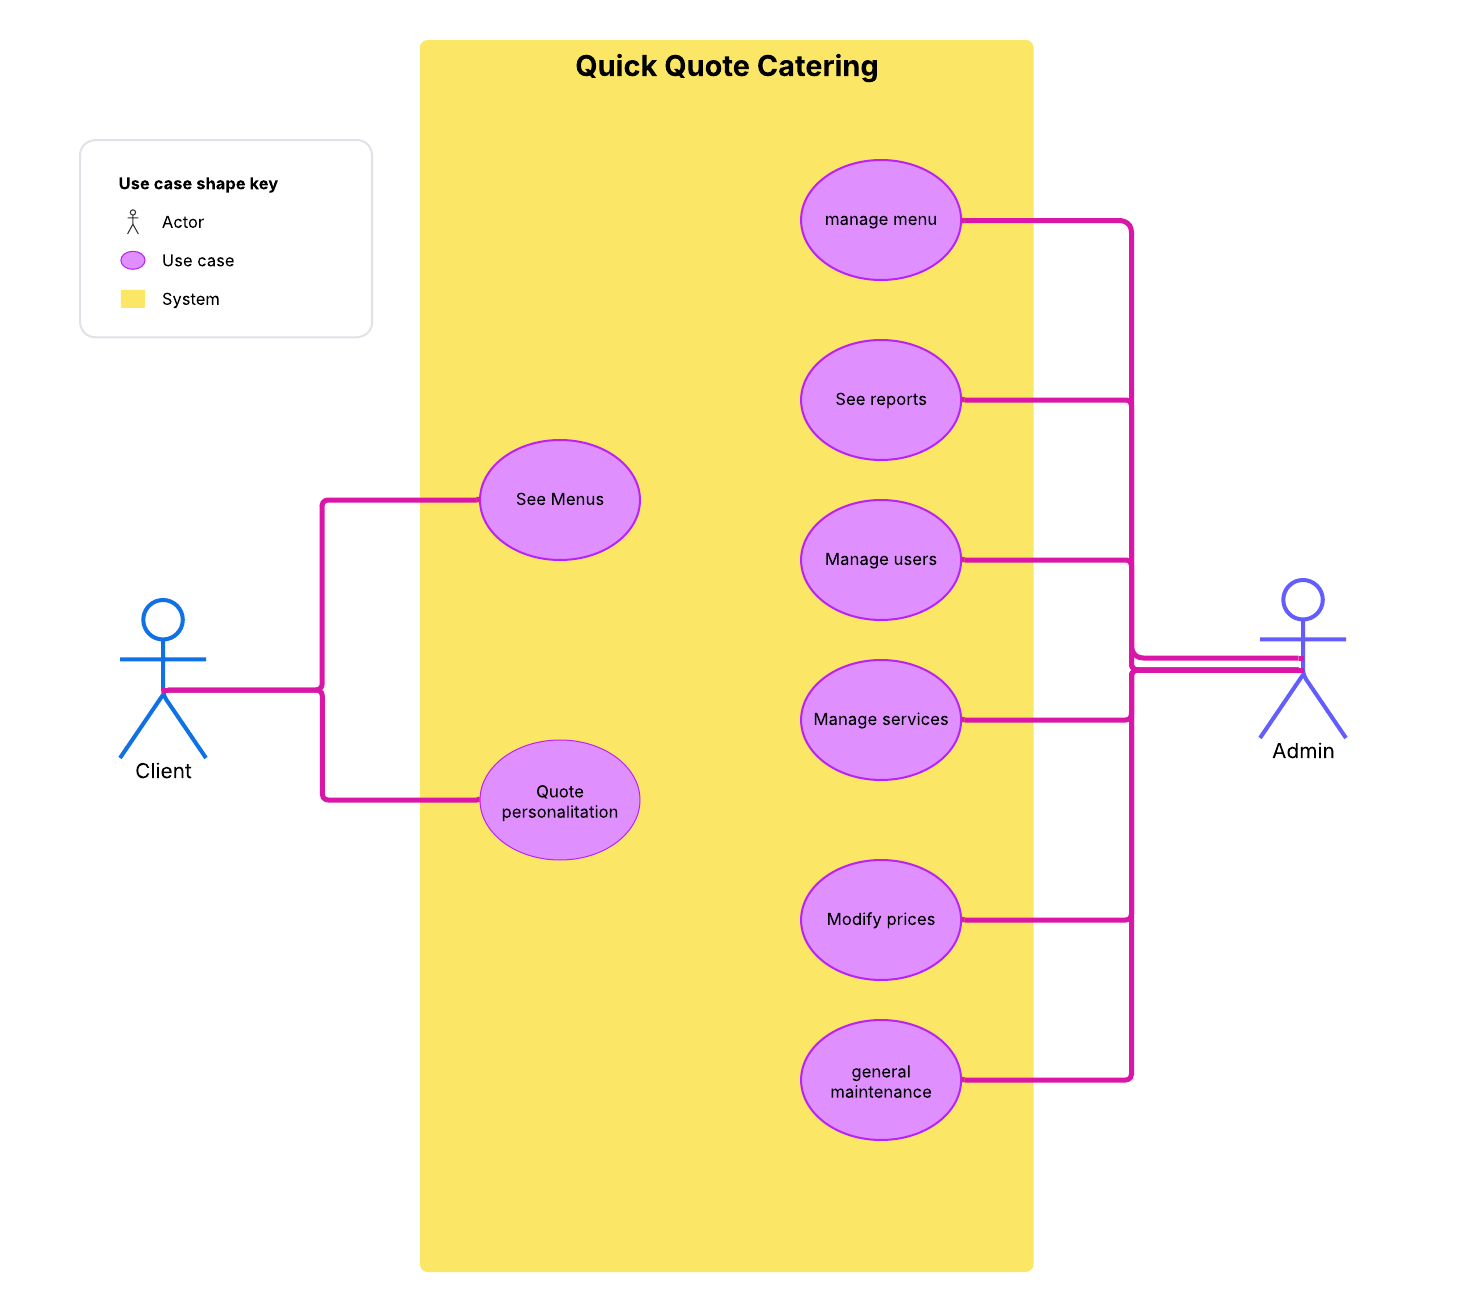 Quick Quote Catering
Use case shape key
Actor
Use case
System
manage menu
See reports
See Menus
Manage users
Manage services
Client
Admin
Quote
personalitation
Modify prices
general
maintenance